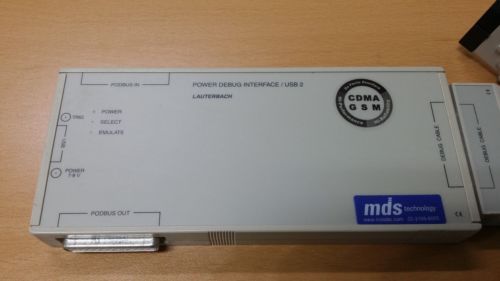 PODBUS IN
POWER DEBUG INTERFACE / USB 2
LAUTERBACH
POWER
SELECT
EMULATE
TRIG
USB
POWER
7-9 V
PODBUS OUT
CDMA
GSM
DEBUG CABLE
DEBUG CABLE
mds technology
CE